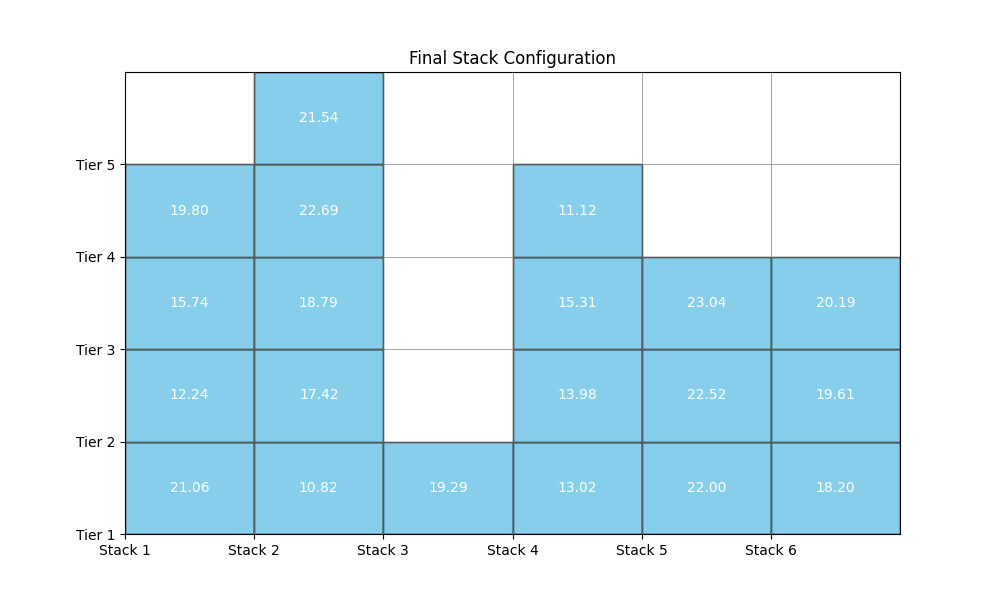 Final Stack Configuration
21.54
Tier 5
19.80 22.69 11.12
Tier 4
15.74 18.79 15.31 23.04 20.19
Tier 3
12.24 17.42 13.98 22.52 19.61
Tier 2
21.06 10.82 19.29 13.02 22.00 18.20
Tier 1
Stack 1 Stack 2 Stack 3 Stack 4 Stack 5 Stack 6